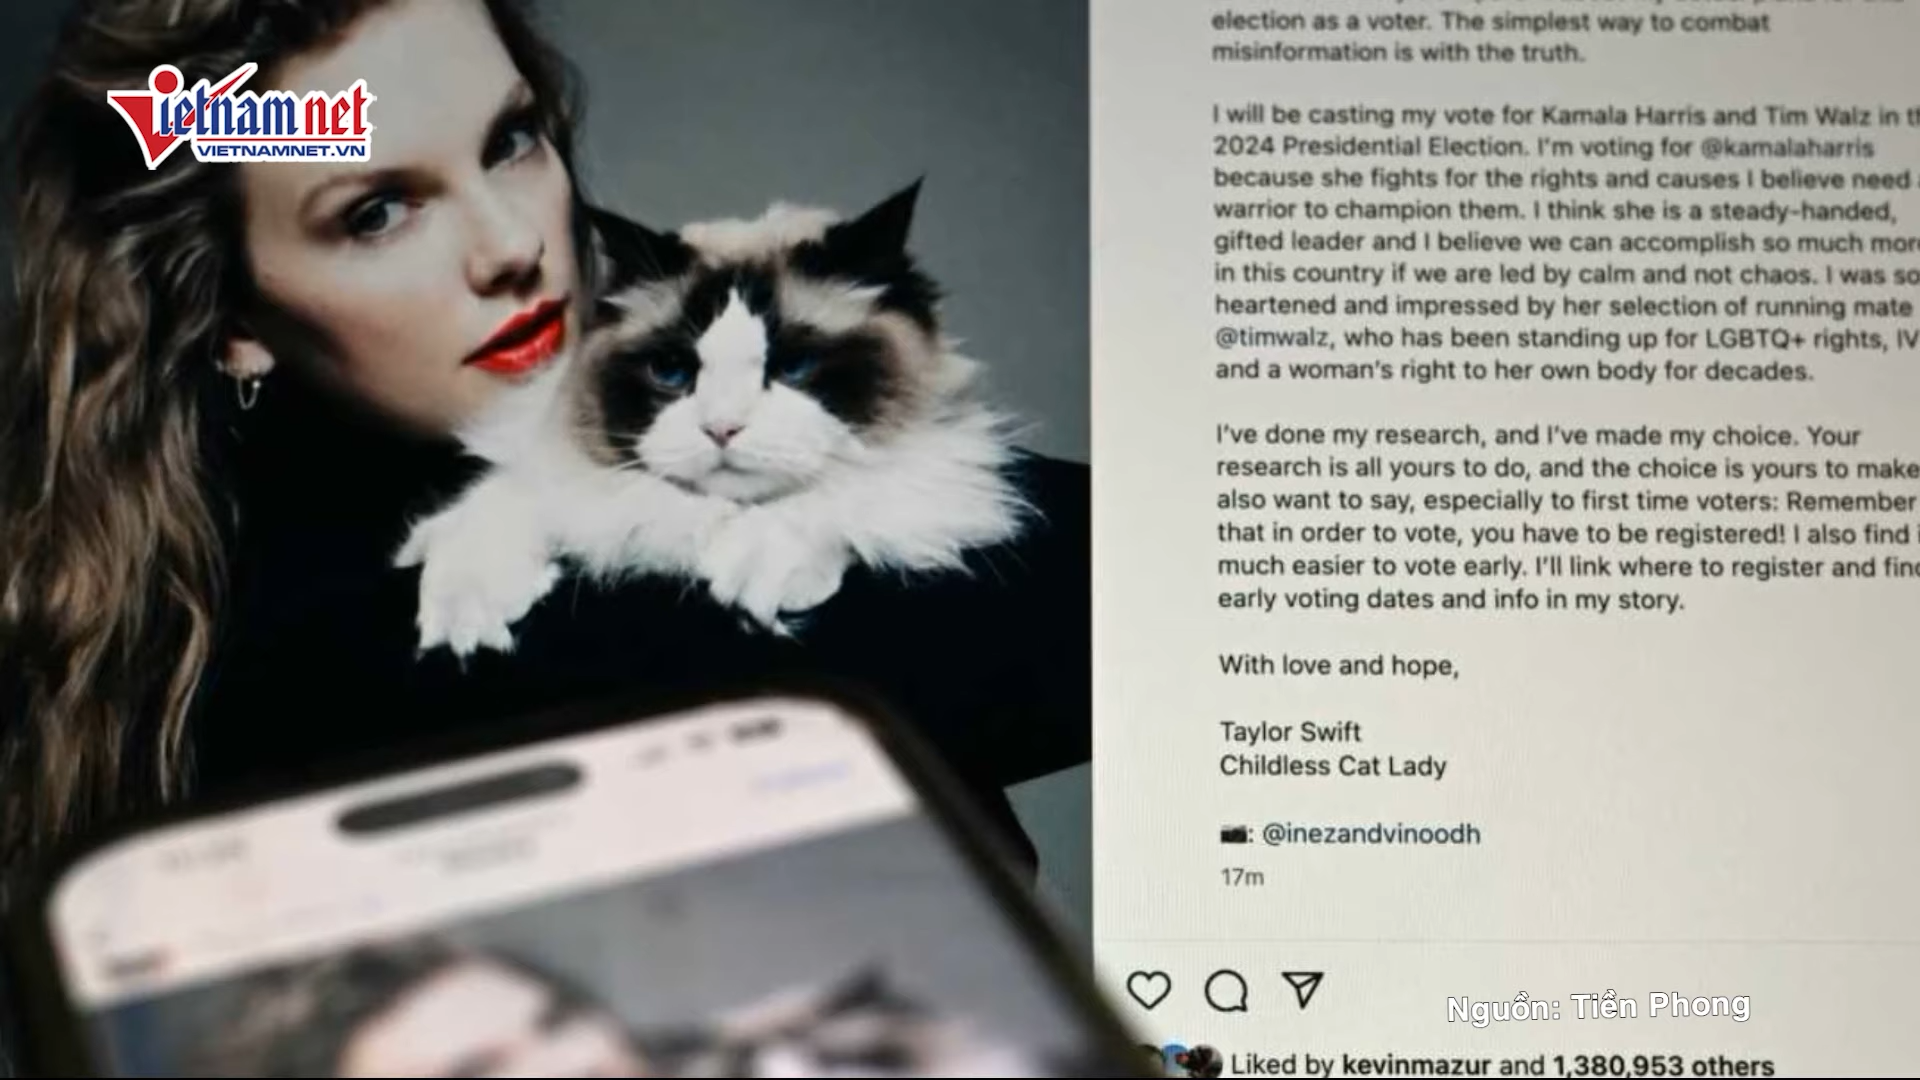 Vietnamnet
VIETNAMNET.VN
election as a voter. The simplest way to combat
misinformation is with the truth.
I will be casting my vote for Kamala Harris and Tim Walz in
2024 Presidential Election. I'm voting for @kamalaharris
because she fights for the rights and causes I believe need
warrior to champion them. I think she is a steady-handed,
gifted leader and I believe we can accomplish so much more
in this country if we are led by calm and not chaos. I was so
heartened and impressed by her selection of running mate
@timwalz, who has been standing up for LGBTQ+ rights, IV
and a woman's right to her own body for decades.
I've done my research, and I've made my choice. Your
research is all yours to do, and the choice is yours to make
also want to say, especially to first time voters: Remember
that in order to vote, you have to be registered! I also find
much easier to vote early. I'll link where to register and find
early voting dates and info in my story.
With love and hope,
Taylor Swift
Childless Cat Lady
: @inezandvinoodh
17m
Nguồn: Tiền Phong
Liked by kevinmazur and 1,380,953 others